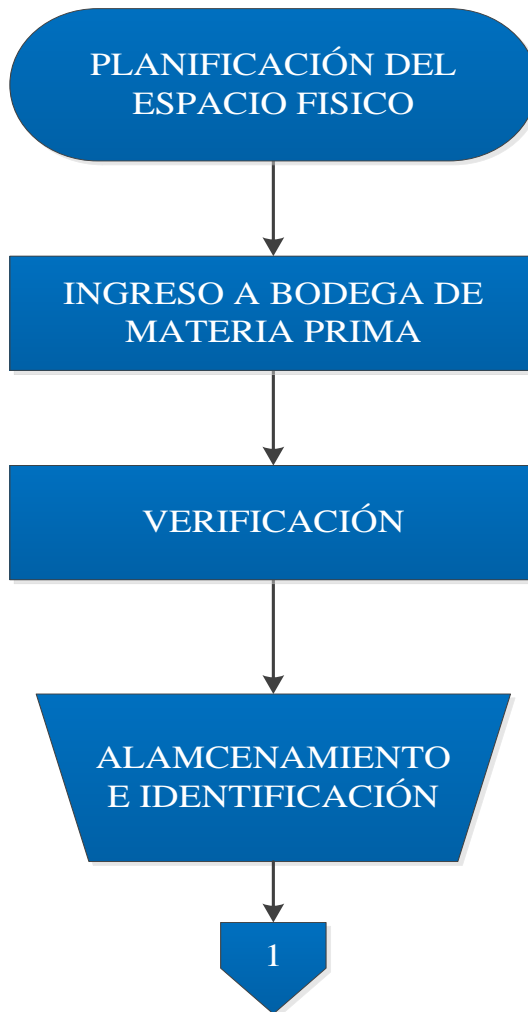 PLANIFICACIÓN DEL
ESPACIO FISICO
INGRESO A BODEGA DE
MATERIA PRIMA
VERIFICACIÓN
ALAMCENAMIENTO
E IDENTIFICACIÓN
1